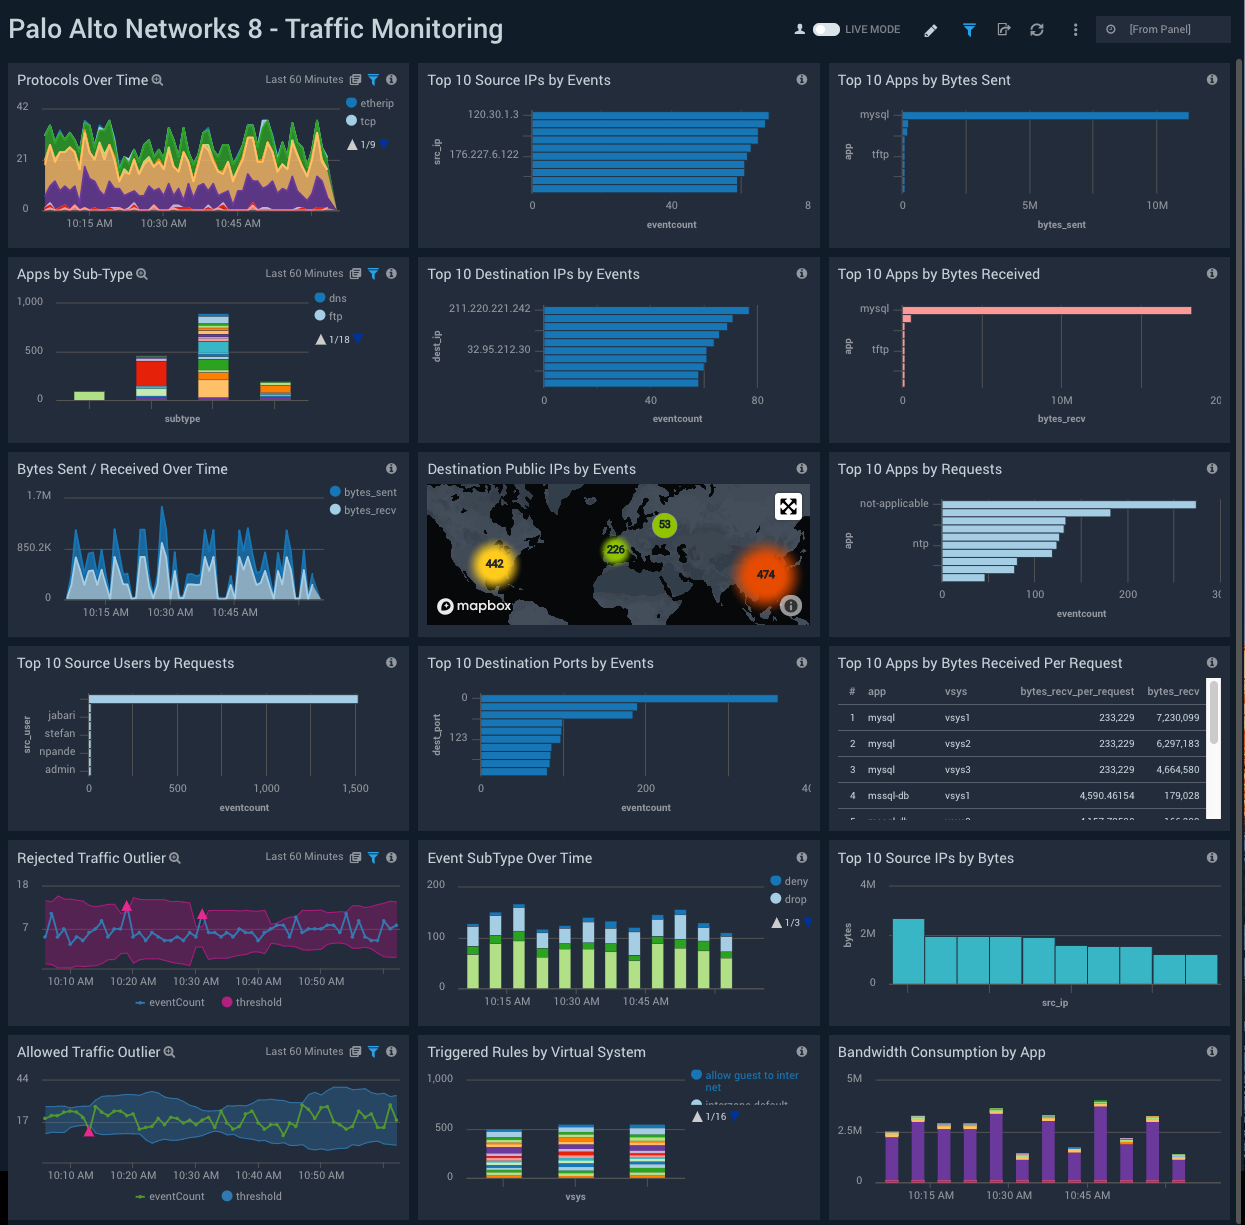 Palo Alto Networks 8 - Traffic Monitoring
LIVE MODE
[From Panel]
Protocols Over Time
Last 60 Minutes
42
21
0
10:15 AM 10:30 AM 10:45 AM
etherip
tcp
1/9
Top 10 Source IPs by Events
src_ip
120.30.1.3
176.227.6.122
0 40 8
eventcount
Top 10 Apps by Bytes Sent
app
mysql
tftp
0 5M 10M
bytes_sent
Apps by Sub-Type
Last 60 Minutes
1,000
500
0
subtype
dns
ftp
1/18
Top 10 Destination IPs by Events
dest_ip
211.220.221.242
32.95.212.30
0 40 80
eventcount
Top 10 Apps by Bytes Received
app
mysql
tftp
0 10M 20
bytes_recv
Bytes Sent / Received Over Time
1.7M
850.2K
0
10:15 AM 10:30 AM 10:45 AM
bytes_sent
bytes_recv
Destination Public IPs by Events
53
226
442
474
mapbox
Top 10 Apps by Requests
app
not-applicable
ntp
0 100 200 30
eventcount
Top 10 Source Users by Requests
src_user
jabari
stefan
npande
admin
0 500 1,000 1,500
eventcount
Top 10 Destination Ports by Events
dest_port
0
123
0 200 40
eventcount
Top 10 Apps by Bytes Received Per Request
# app vsys bytes_recv_per_request bytes_recv
1 mysql vsys1 233,229 7,230,099
2 mysql vsys2 233,229 6,297,183
3 mysql vsys3 233,229 4,664,580
4 mssql-db vsys1 4,590.46154 179,028
Rejected Traffic Outlier
Last 60 Minutes
18
7
10:10 AM 10:20 AM 10:30 AM 10:40 AM 10:50 AM
eventCount threshold
Event SubType Over Time
200
100
0
10:15 AM 10:30 AM 10:45 AM
deny
drop
1/3
Top 10 Source IPs by Bytes
bytes
4M
2M
0
src_ip
Allowed Traffic Outlier
Last 60 Minutes
44
17
10:10 AM 10:20 AM 10:30 AM 10:40 AM 10:50 AM
eventCount threshold
Triggered Rules by Virtual System
1,000
500
0
vsys
allow guest to inter
net
interzone-default
1/16
Bandwidth Consumption by App
5M
2.5M
0
10:15 AM 10:30 AM 10:45 AM